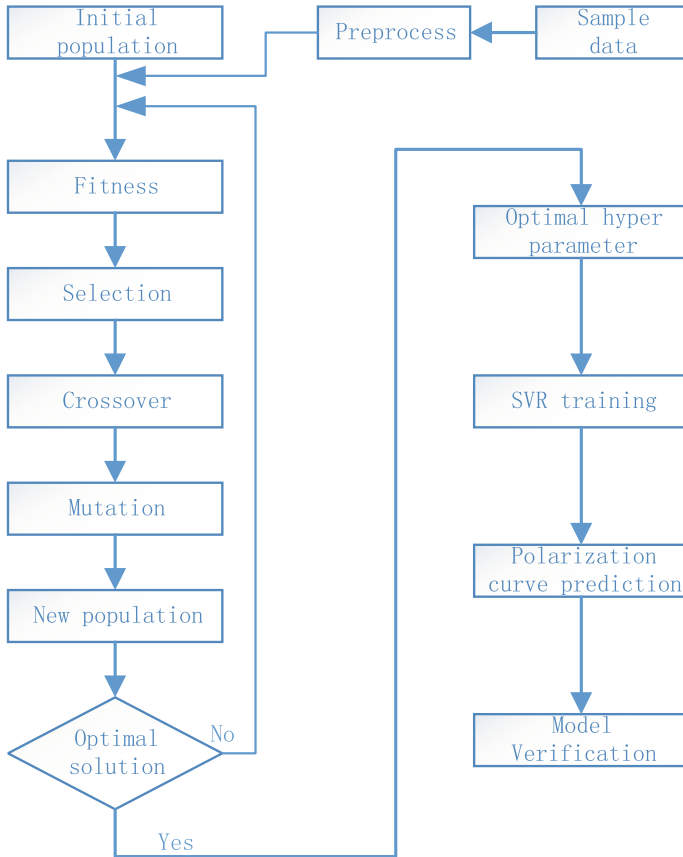 Initial
population
Preprocess
Sample
data
Fitness
Selection
Crossover
Mutation
New population
Optimal
solution
No
Yes
Optimal hyper
parameter
SVR training
Polarization
curve prediction
Model
Verification